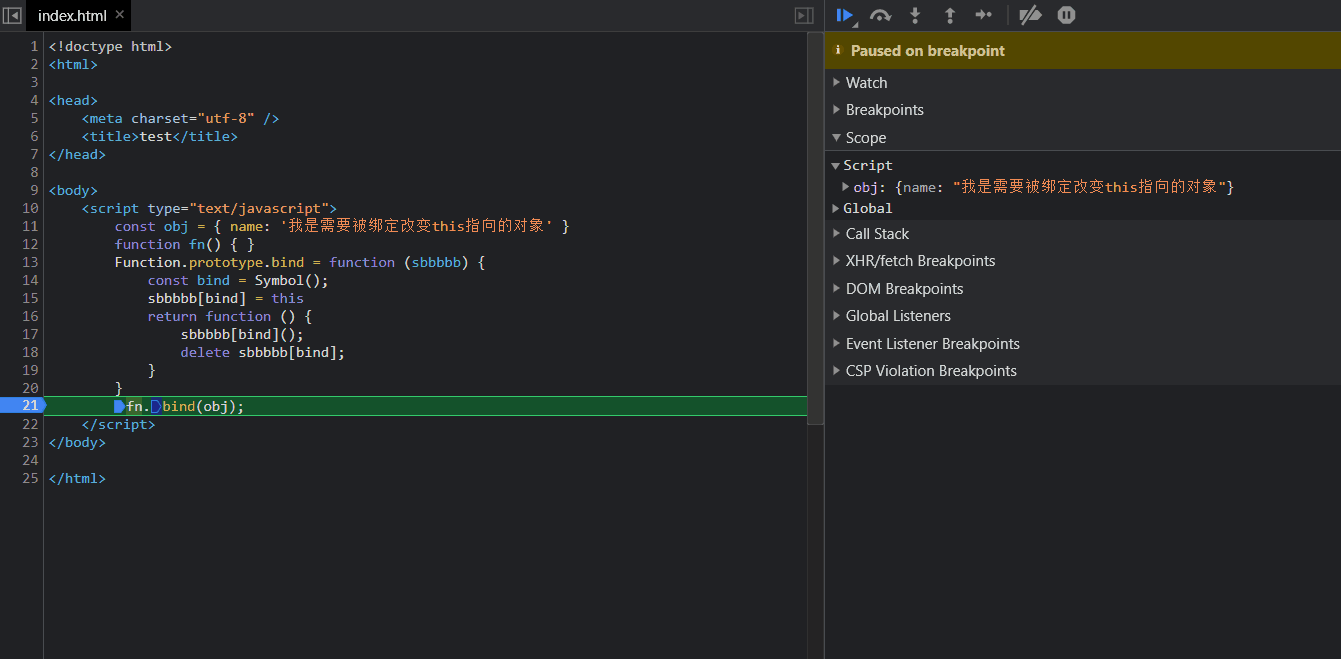 index.html ×
1 <!doctype html>
2 <html>
3
4 <head>
5     <meta charset="utf-8" />
6     <title>test</title>
7 </head>
8
9 <body>
10     <script type="text/javascript">
11         const obj = { name: '我是需要被绑定改变this指向的对象' }
12         function fn() { }
13         Function.prototype.bind = function (sbbbbb) {
14             const bind = Symbol();
15             sbbbbb[bind] = this
16             return function () {
17                 sbbbbb[bind]();
18                 delete sbbbbb[bind];
19             }
20         }
21         fn.bind(obj);
22     </script>
23 </body>
24
25 </html>
Paused on breakpoint
Watch
Breakpoints
Scope
Script
obj: {name: "我是需要被绑定改变this指向的对象"}
Global
Call Stack
XHR/fetch Breakpoints
DOM Breakpoints
Global Listeners
Event Listener Breakpoints
CSP Violation Breakpoints